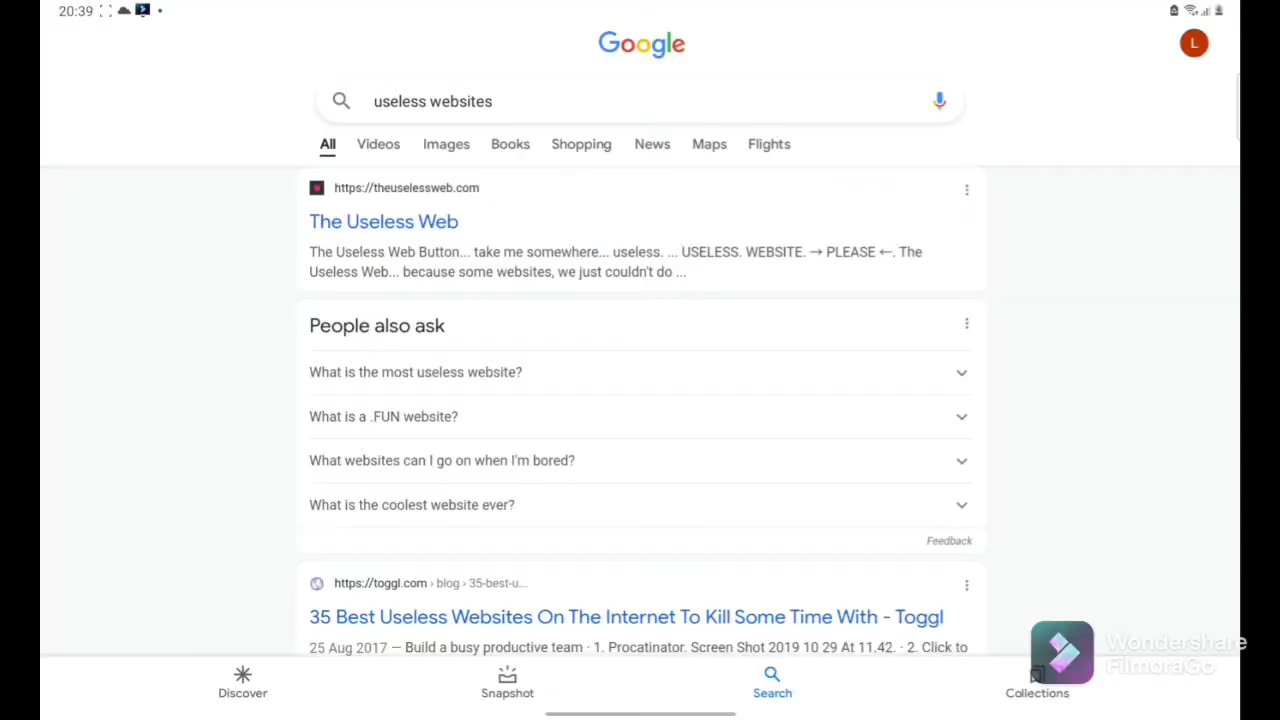 20:39
Google
L
useless websites
All Videos Images Books Shopping News Maps Flights
https://theuselessweb.com
The Useless Web
The Useless Web Button... take me somewhere... useless. ... USELESS. WEBSITE. → PLEASE ←. The
Useless Web... because some websites, we just couldn't do ...
People also ask
What is the most useless website?
What is a .FUN website?
What websites can I go on when I'm bored?
What is the coolest website ever?
Feedback
https://toggl.com › blog › 35-best-u...
35 Best Useless Websites On The Internet To Kill Some Time With - Toggl
25 Aug 2017 — Build a busy productive team · 1. Procatinator. Screen Shot 2019 10 29 At 11.42. · 2. Click to
Wondershare
FilmoraGo
Discover Snapshot Search Collections